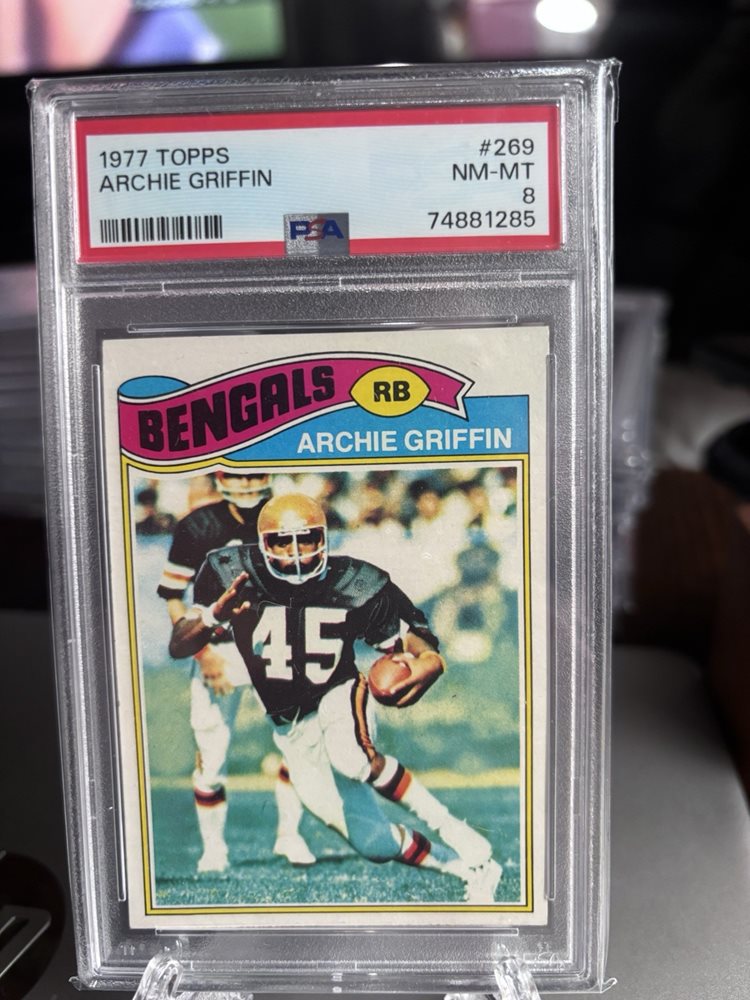 1977 TOPPS #269
ARCHIE GRIFFIN NM-MT
8
PSA 74881285
BENGALS RB
ARCHIE GRIFFIN
45